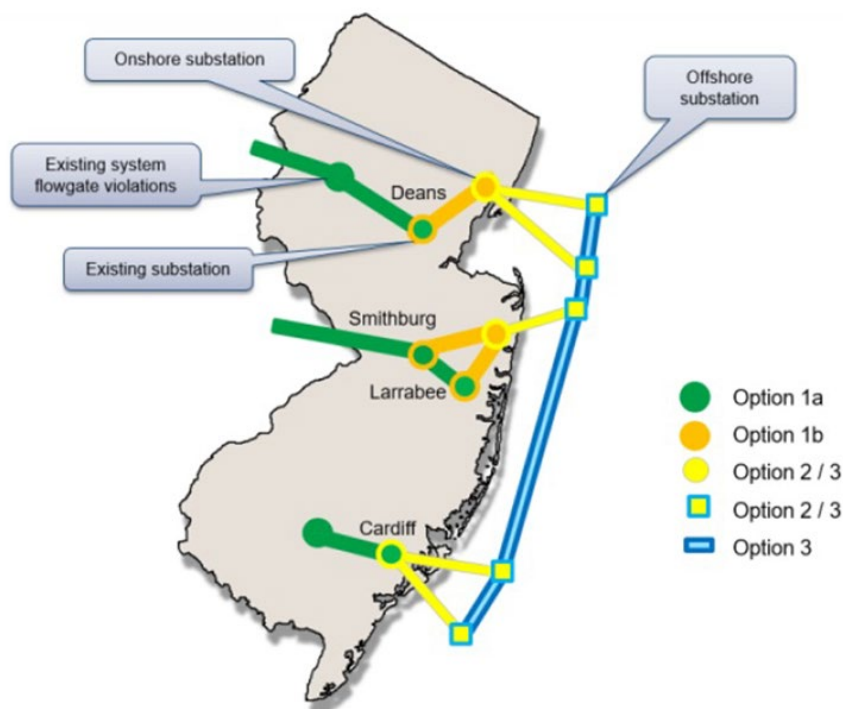 Onshore substation
Offshore
substation
Existing system
flowgate violations
Deans
Existing substation
Smithburg
Larrabee
Option 1a
Option 1b
Option 2 / 3
Option 2 / 3
Option 3
Cardiff